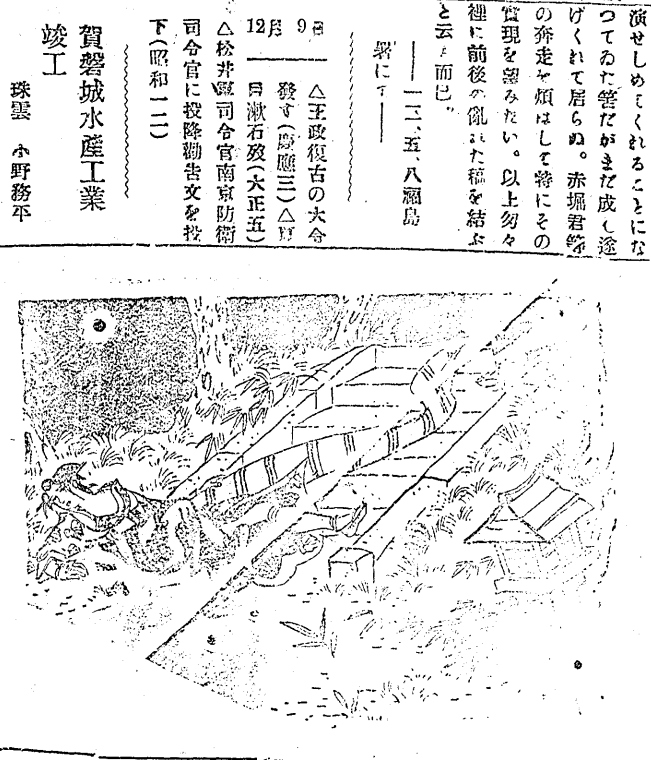 演せしめてくれることにな
つてゐた筈だがまだ成し遂
げくれて居らぬ。赤堀君等
の奔走を煩はして特にその
實現を望みたい。以上匆々
裡に前後の亂れた稿を結ぶ
と云ふ而已。
――一二、五、八福島
署にて――
12月9日
△王政復古の大令
發す(慶應三)△夏
目漱石歿(大正五)
△松井軍司令官南京防衛
司令官に投降勸告文を投
下(昭和一二)
賀磐城水産工業
竣工
珠雲 小野務平